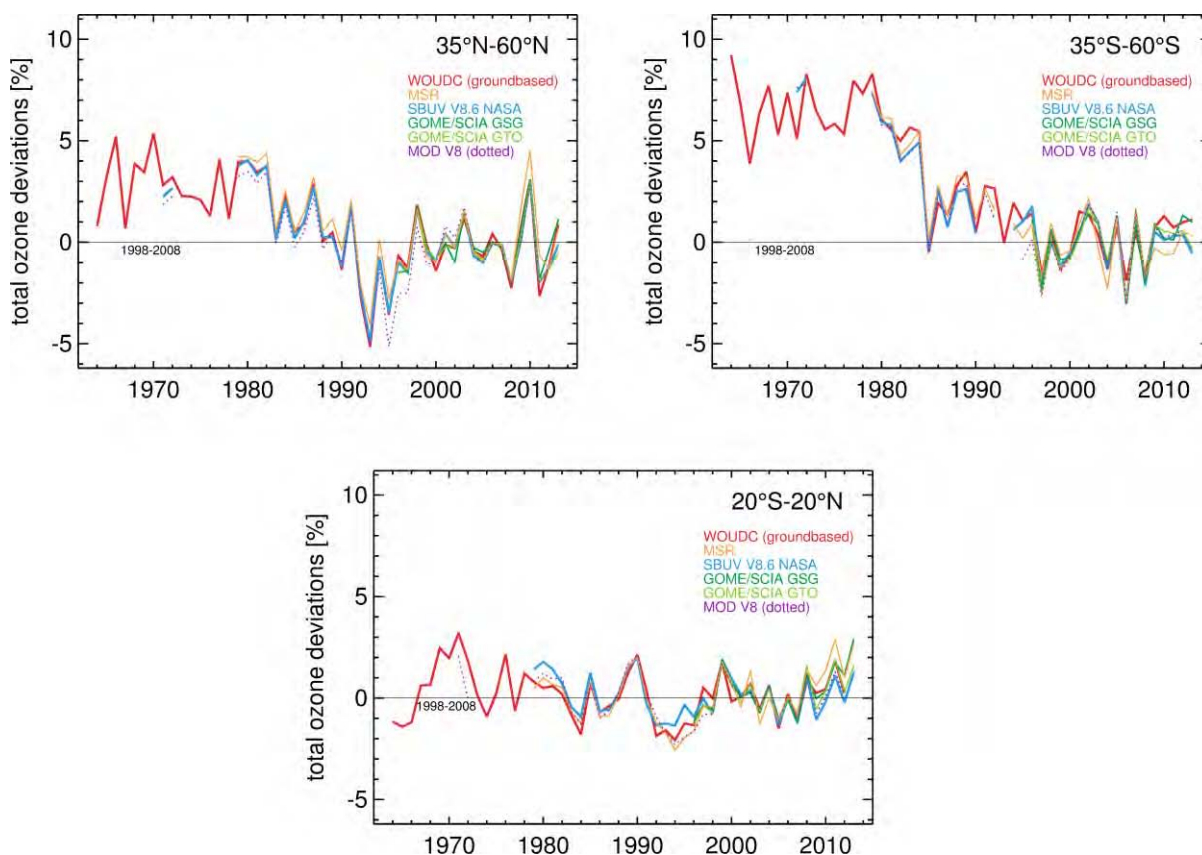 35°N-60°N
WOUDC (groundbased)
MSR
SBUV V8.6 NASA
GOME/SCIA GSG
GOME/SCIA GTO
MOD V8 (dotted)
total ozone deviations [%]
10
5
0
-5
1998-2008
1970 1980 1990 2000 2010
35°S-60°S
WOUDC (groundbased)
MSR
SBUV V8.6 NASA
GOME/SCIA GSG
GOME/SCIA GTO
MOD V8 (dotted)
total ozone deviations [%]
10
5
0
-5
1998-2008
1970 1980 1990 2000 2010
20°S-20°N
WOUDC (groundbased)
MSR
SBUV V8.6 NASA
GOME/SCIA GSG
GOME/SCIA GTO
MOD V8 (dotted)
total ozone deviations [%]
10
5
0
-5
1998-2008
1970 1980 1990 2000 2010